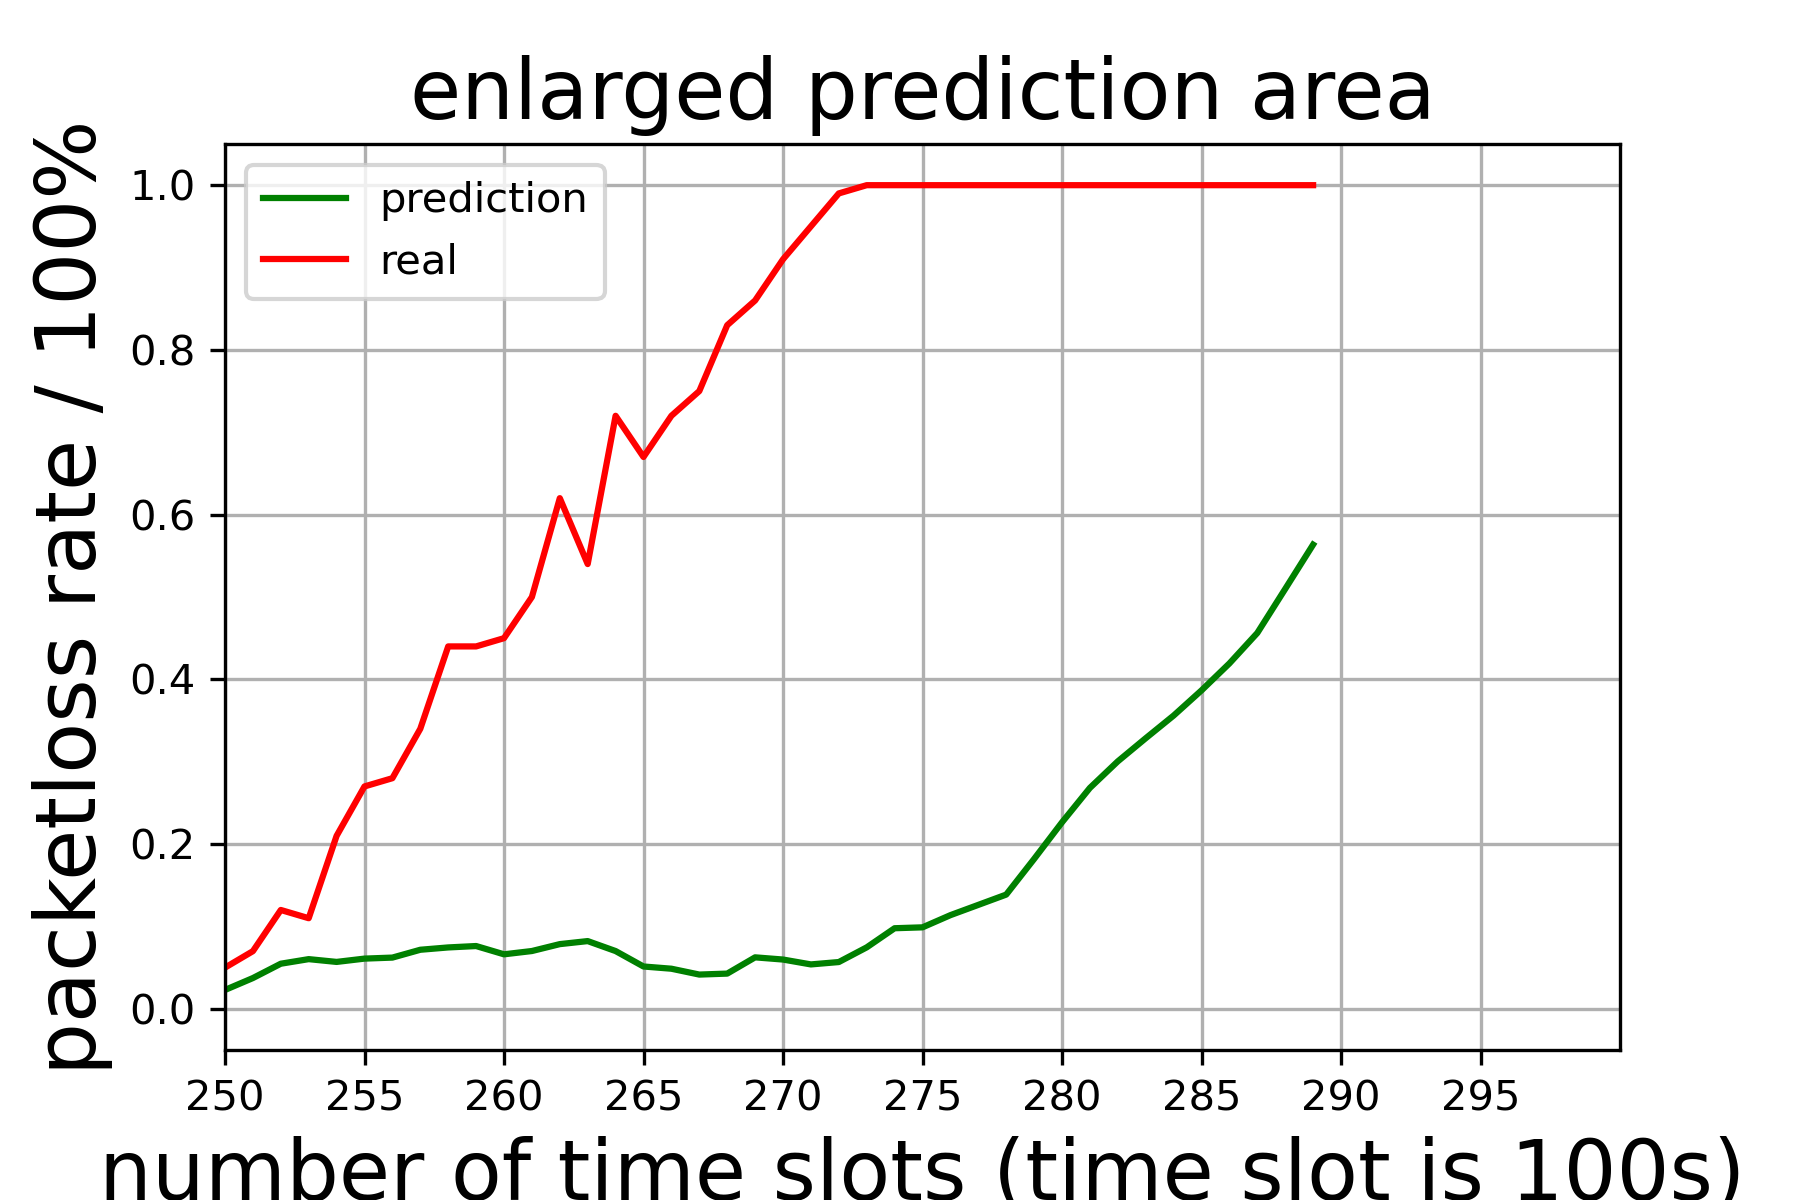 enlarged prediction area
packetloss rate / 100%
prediction
real
1.0
0.8
0.6
0.4
0.2
0.0
250 255 260 265 270 275 280 285 290 295
number of time slots (time slot is 100s)